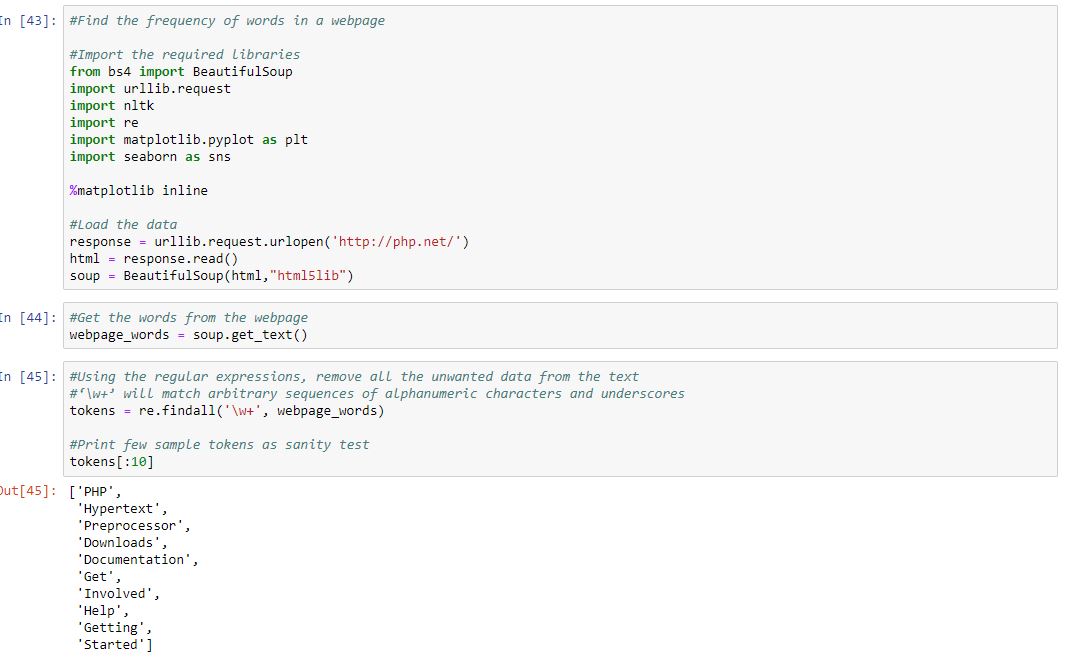 In [43]: #Find the frequency of words in a webpage
#Import the required libraries
from bs4 import BeautifulSoup
import urllib.request
import nltk
import re
import matplotlib.pyplot as plt
import seaborn as sns
%matplotlib inline
#Load the data
response = urllib.request.urlopen('http://php.net/')
html = response.read()
soup = BeautifulSoup(html,"html5lib")
In [44]: #Get the words from the webpage
webpage_words = soup.get_text()
In [45]: #Using the regular expressions, remove all the unwanted data from the text
#‘\w+’ will match arbitrary sequences of alphanumeric characters and underscores
tokens = re.findall('\w+', webpage_words)
#Print few sample tokens as sanity test
tokens[:10]
Out[45]: ['PHP',
'Hypertext',
'Preprocessor',
'Downloads',
'Documentation',
'Get',
'Involved',
'Help',
'Getting',
'Started']